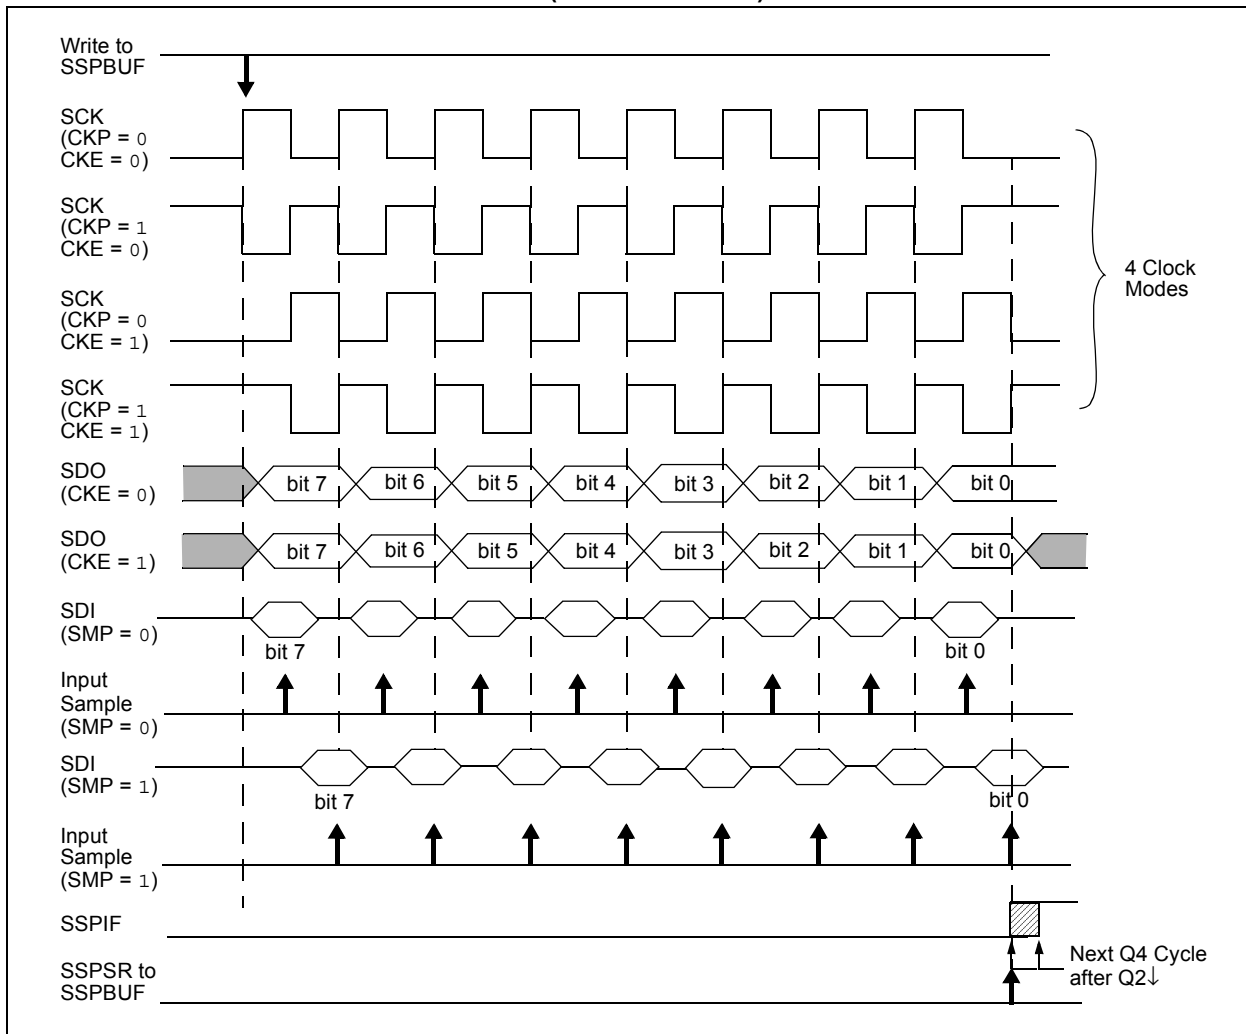 Write to
SSPBUF
SCK
(CKP = 0
CKE = 0)
SCK
(CKP = 1
CKE = 0)
SCK
(CKP = 0
CKE = 1)
SCK
(CKP = 1
CKE = 1)
4 Clock
Modes
SDO
(CKE = 0)
bit 7 bit 6 bit 5 bit 4 bit 3 bit 2 bit 1 bit 0
SDO
(CKE = 1)
bit 7 bit 6 bit 5 bit 4 bit 3 bit 2 bit 1 bit 0
SDI
(SMP = 0)
bit 7 bit 0
Input
Sample
(SMP = 0)
SDI
(SMP = 1)
bit 7 bit 0
Input
Sample
(SMP = 1)
SSPIF
Next Q4 Cycle
after Q2↓
SSPSR to
SSPBUF